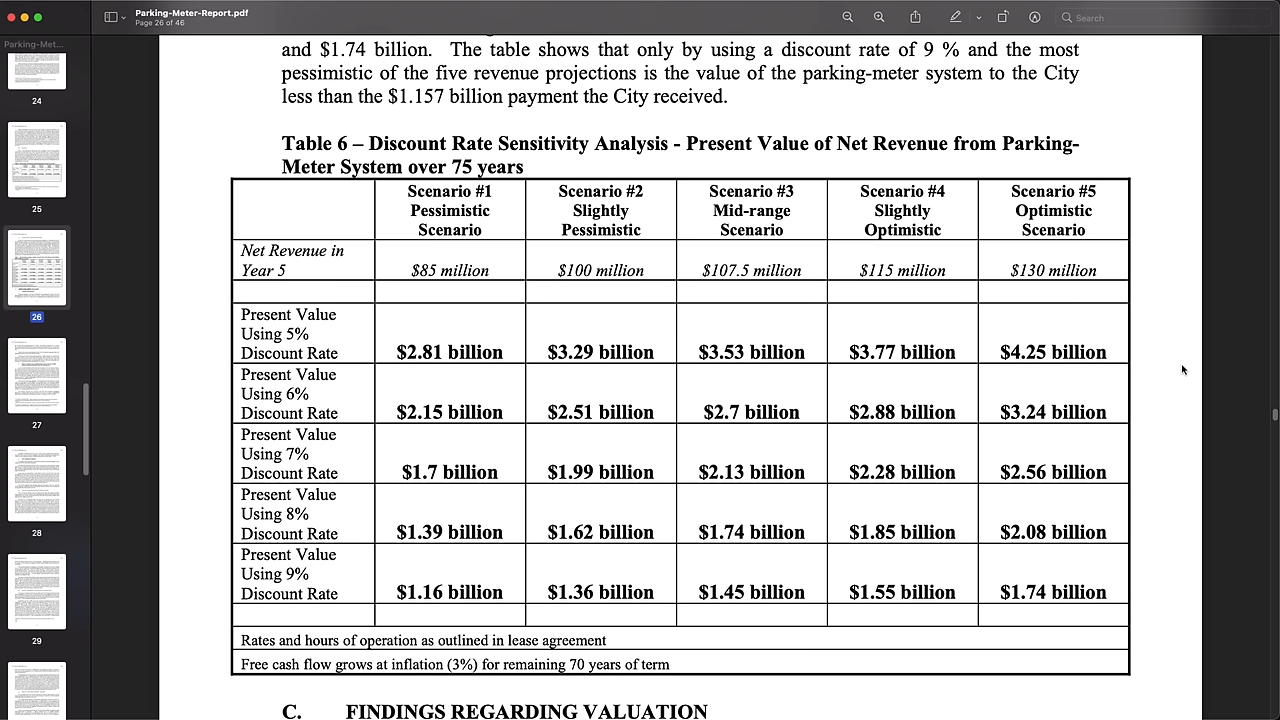 Parking-Meter-Report.pdf
Page 26 of 46
Search
Parking-Met...
24
25
26
27
28
29
and $1.74 billion. The table shows that only by using a discount rate of 9 % and the most
pessimistic of the five revenue projections is the value of the parking-meter system to the City
less than the $1.157 billion payment the City received.
Table 6 – Discount Rate Sensitivity Analysis - Present Value of Net Revenue from Parking-
Meter System over 75 years
Scenario #1 Pessimistic Scenario
Scenario #2 Slightly Pessimistic
Scenario #3 Mid-range Scenario
Scenario #4 Slightly Optimistic
Scenario #5 Optimistic Scenario
Net Revenue in
Year 5 $85 million $100 million $107.5 million $115 million $130 million
Present Value
Using 5%
Discount Rate $2.81 billion $3.29 billion $3.53 billion $3.77 billion $4.25 billion
Present Value
Using 6%
Discount Rate $2.15 billion $2.51 billion $2.7 billion $2.88 billion $3.24 billion
Present Value
Using 7%
Discount Rate $1.7 billion $1.99 billion $2.13 billion $2.28 billion $2.56 billion
Present Value
Using 8%
Discount Rate $1.39 billion $1.62 billion $1.74 billion $1.85 billion $2.08 billion
Present Value
Using 9%
Discount Rate $1.16 billion $1.36 billion $1.45 billion $1.55 billion $1.74 billion
Rates and hours of operation as outlined in lease agreement
Free cash flow grows at inflation (3%) for remaining 70 years of term
C. FINDINGS REGARDING VALUATION